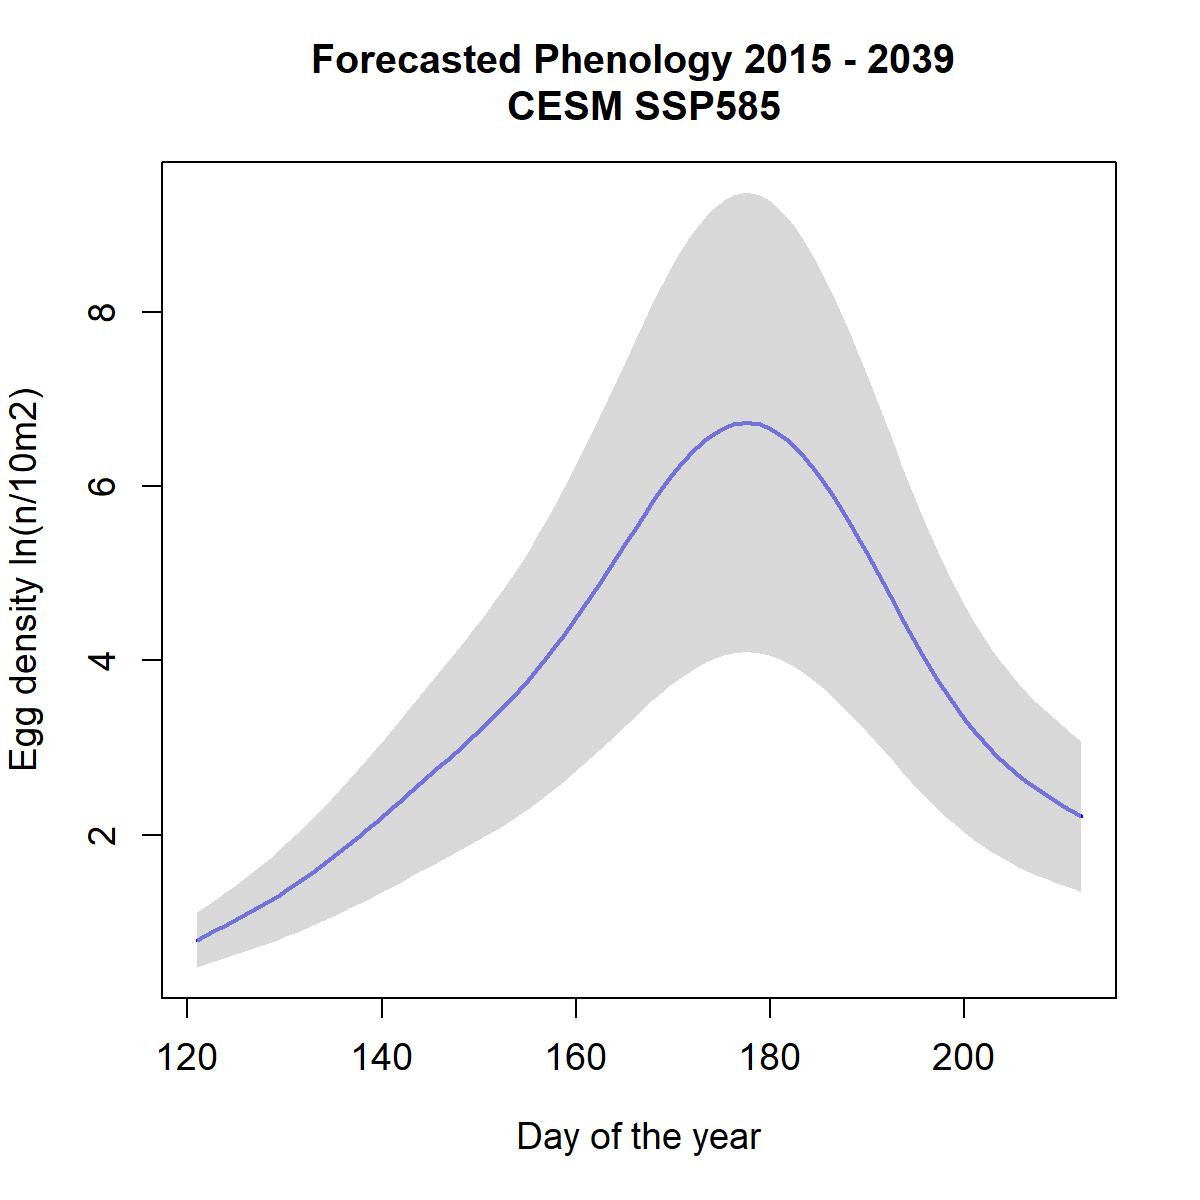 Forecasted Phenology 2015 - 2039
CESM SSP585
Egg density ln(n/10m2)
8
6
4
2
120 140 160 180 200
Day of the year